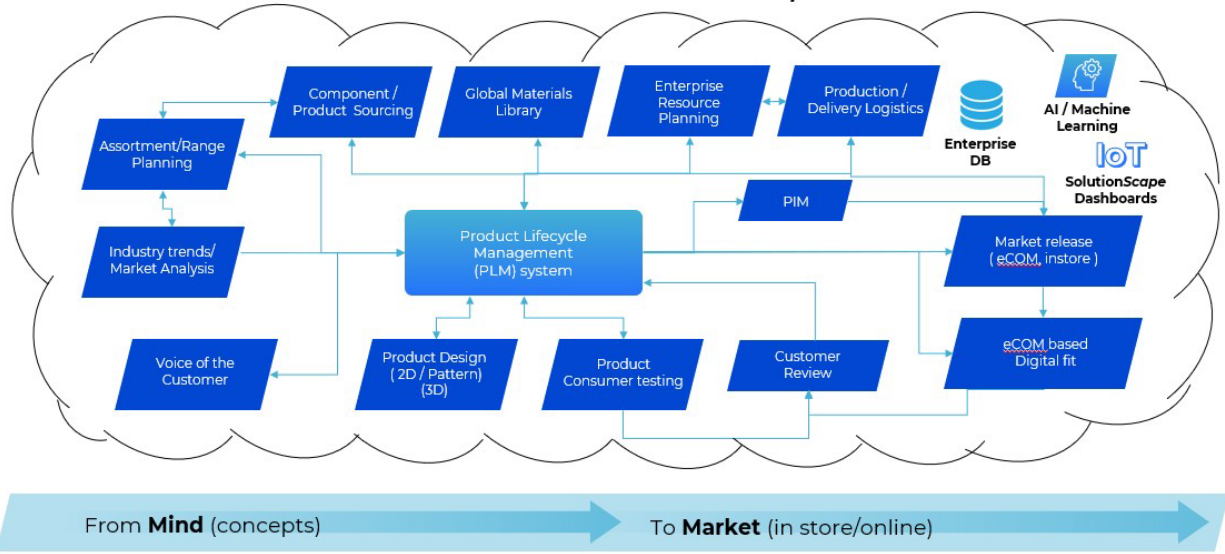 Component /
Product Sourcing
Global Materials
Library
Enterprise
Resource
Planning
Production /
Delivery Logistics
Enterprise
DB
AI / Machine
Learning
IoT
SolutionScape
Dashboards
Assortment/Range
Planning
PIM
Industry trends/
Market Analysis
Product Lifecycle
Management
(PLM) system
Market release
( eCOM, instore )
Voice of the
Customer
Product Design
( 2D / Pattern)
(3D)
Product
Consumer testing
Customer
Review
eCOM based
Digital fit
From Mind (concepts)
To Market (in store/online)